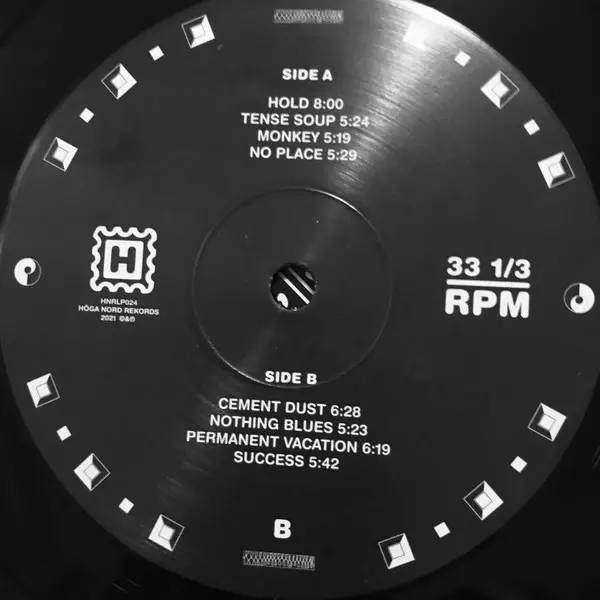 SIDE A
HOLD 8:00
TENSE SOUP 5:24
MONKEY 5:19
NO PLACE 5:29
H
HNRLP024
HÖGA NORD REKORDS
2021 ©&℗
33 1/3
RPM
SIDE B
CEMENT DUST 6:28
NOTHING BLUES 5:23
PERMANENT VACATION 6:19
SUCCESS 5:42
B